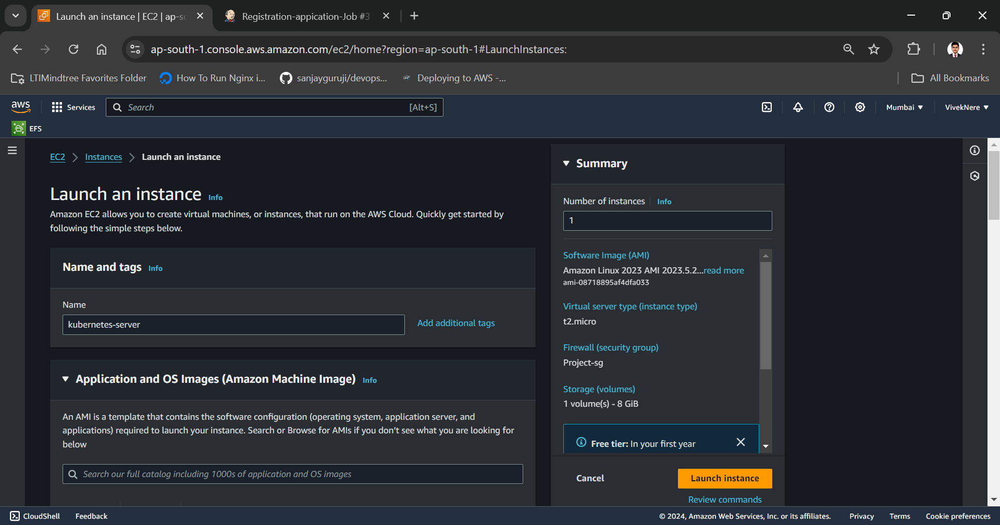 Launch an instance | EC2 | ap-sc
Registration-appication-Job #3
ap-south-1.console.aws.amazon.com/ec2/home?region=ap-south-1#LaunchInstances:
LTIMindtree Favorites Folder
How To Run Nginx i...
sanjayguruji/devops...
Deploying to AWS -...
All Bookmarks
aws
Services
Search
[Alt+S]
Mumbai
VivekNere
EFS
EC2
Instances
Launch an instance
Launch an instance Info
Amazon EC2 allows you to create virtual machines, or instances, that run on the AWS Cloud. Quickly get started by
following the simple steps below.
Name and tags Info
Name
kubernetes-server
Add additional tags
Application and OS Images (Amazon Machine Image) Info
An AMI is a template that contains the software configuration (operating system, application server, and
applications) required to launch your instance. Search or Browse for AMIs if you don’t see what you are looking for
below
Search our full catalog including 1000s of application and OS images
Summary
Number of instances Info
1
Software Image (AMI)
Amazon Linux 2023 AMI 2023.5.2...read more
ami-08718895af4dfa033
Virtual server type (instance type)
t2.micro
Firewall (security group)
Project-sg
Storage (volumes)
1 volume(s) - 8 GiB
Free tier: In your first year
Cancel
Launch instance
Review commands
CloudShell
Feedback
© 2024, Amazon Web Services, Inc. or its affiliates.
Privacy
Terms
Cookie preferences